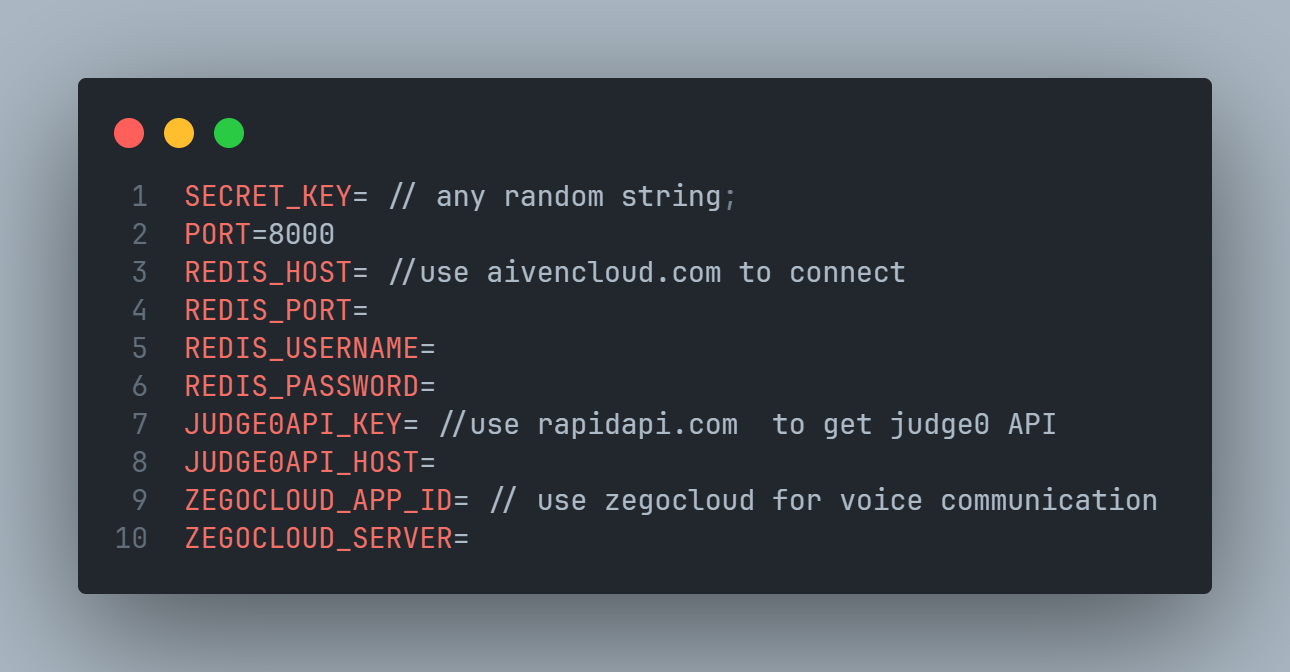 1 SECRET_KEY= // any random string;
2 PORT=8000
3 REDIS_HOST= //use aivencloud.com to connect
4 REDIS_PORT=
5 REDIS_USERNAME=
6 REDIS_PASSWORD=
7 JUDGE0API_KEY= //use rapidapi.com  to get judge0 API
8 JUDGE0API_HOST=
9 ZEGOCLOUD_APP_ID= // use zegocloud for voice communication
10 ZEGOCLOUD_SERVER=